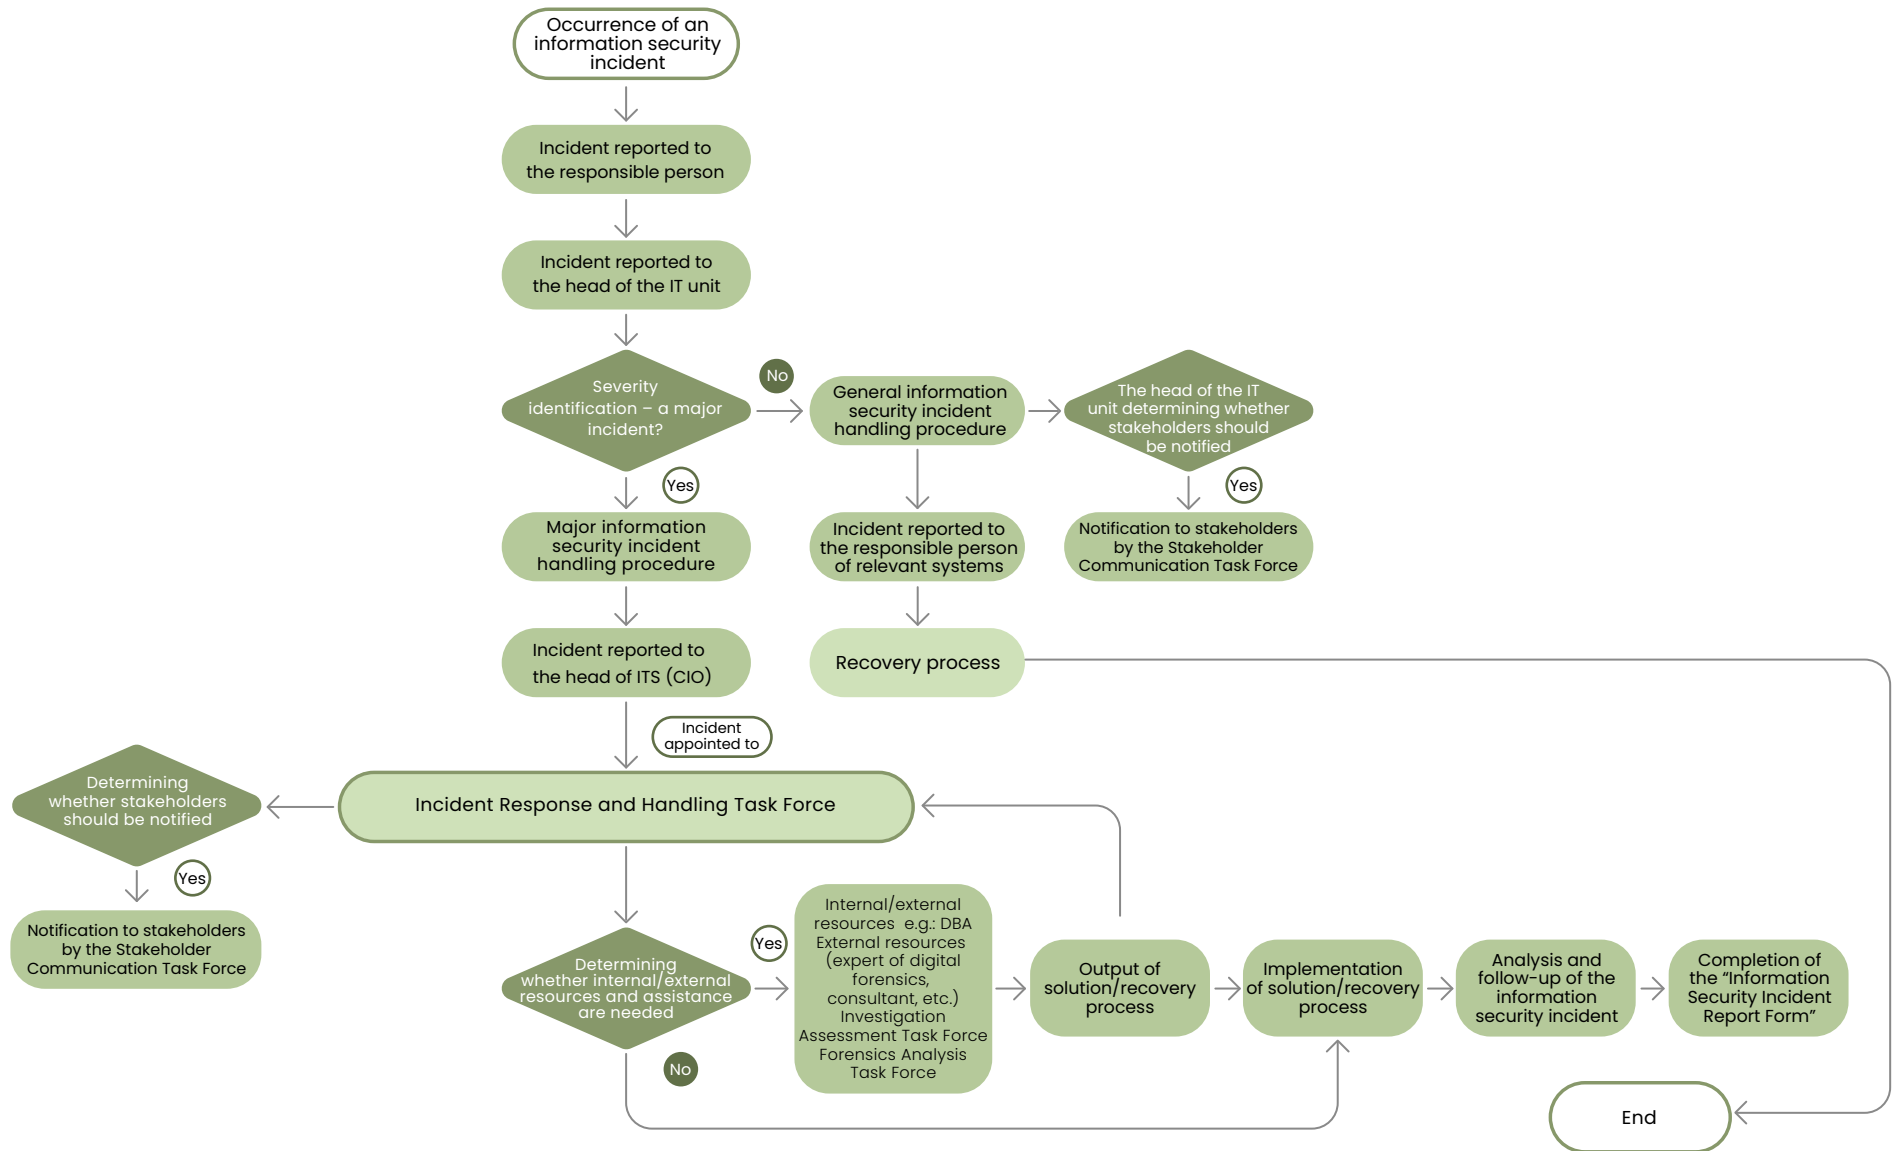 Occurrence of an
information security
incident
Incident reported to
the responsible person
Incident reported to
the head of the IT unit
Severity
identification – a major
incident?
No
General information
security incident
handling procedure
The head of the IT
unit determining whether
stakeholders should
be notified
Yes
Yes
Major information
security incident
handling procedure
Incident reported to
the responsible person
of relevant systems
Notification to stakeholders
by the Stakeholder
Communication Task Force
Incident reported to
the head of ITS (CIO)
Recovery process
Incident
appointed to
Determining
whether stakeholders
should be notified
Incident Response and Handling Task Force
Yes
Notification to stakeholders
by the Stakeholder
Communication Task Force
Determining
whether internal/external
resources and assistance
are needed
Yes
No
Internal/external
resources e.g.: DBA
External resources
(expert of digital
forensics,
consultant, etc.)
Investigation
Assessment Task Force
Forensics Analysis
Task Force
Output of
solution/recovery
process
Implementation
of solution/recovery
process
Analysis and
follow-up of the
information
security incident
Completion of
the “Information
Security Incident
Report Form”
End